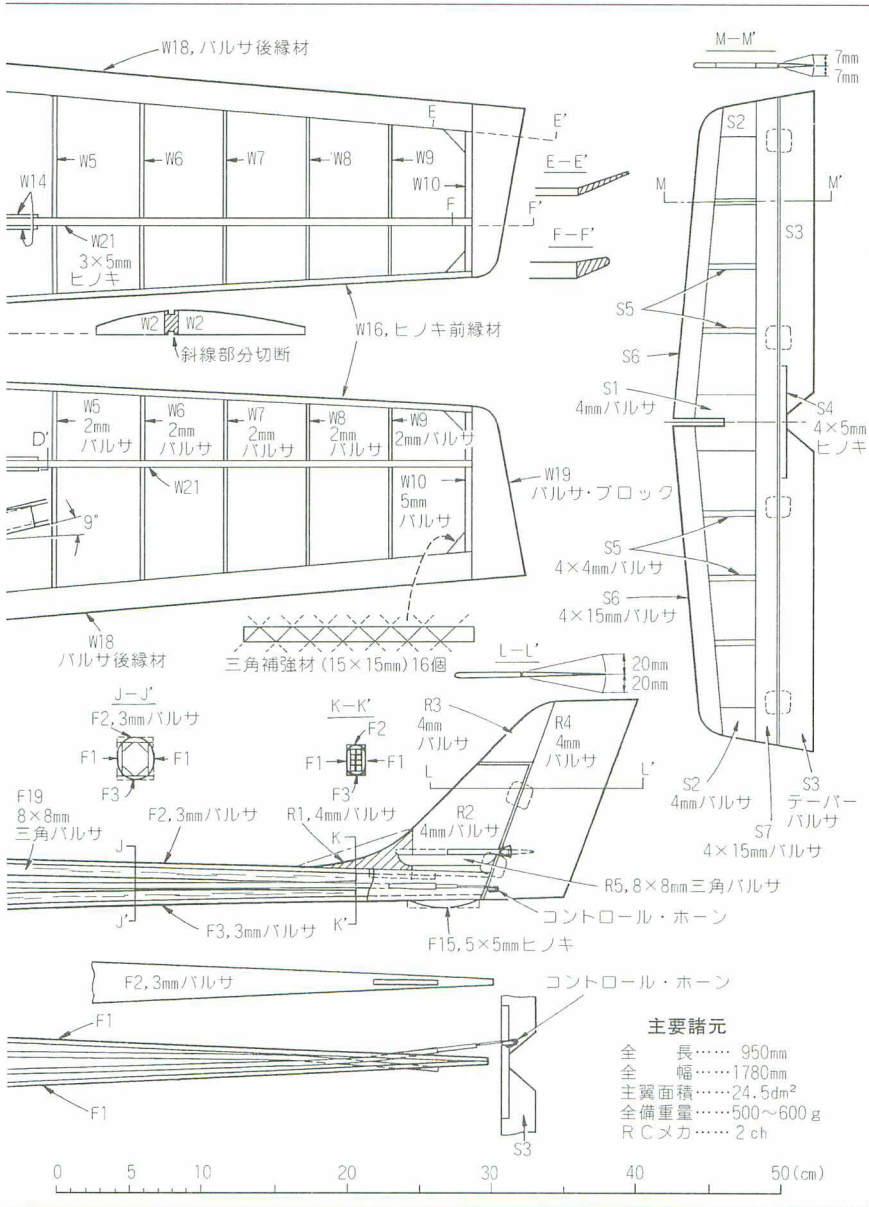 W18,バルサ後縁材
E
E'
W5
W6
W7
W8
W9
W10
W14
F
F'
W21
3×5mm
ヒノキ
E-E'
F-F'
W2
W2
斜線部分切断
W16,ヒノキ前縁材
M-M'
7mm
7mm
S2
M
M'
S3
S5
S6
S1
4mmバルサ
S4
4×5mm
ヒノキ
S5
4×4mmバルサ
S6
4×15mmバルサ
S2
4mmバルサ
S7
4×15mmバルサ
S3
テーパー
バルサ
D'
W5
2mm
バルサ
W6
2mm
バルサ
W7
2mm
バルサ
W8
2mm
バルサ
W9
2mmバルサ
W21
W10
5mm
バルサ
W19
バルサ・ブロック
9°
W18
バルサ後縁材
三角補強材(15×15mm)16個
L-L'
20mm
20mm
J-J'
F2,3mmバルサ
F1
F1
F3
K-K'
F2
F1
F1
F3
R3
4mm
バルサ
R4
4mm
バルサ
L
L'
F19
8×8mm
三角バルサ
F2,3mmバルサ
R1,4mmバルサ
R2
4mmバルサ
J
J'
K
K'
R5,8×8mm三角バルサ
コントロール・ホーン
F3,3mmバルサ
F15,5×5mmヒノキ
F2,3mmバルサ
F1
F1
コントロール・ホーン
S3
主要諸元
全 長…… 950mm
全 幅……1780mm
主翼面積……24.5dm²
全備重量……500〜600g
RCメカ…… 2ch
0 5 10 20 30 40 50(cm)